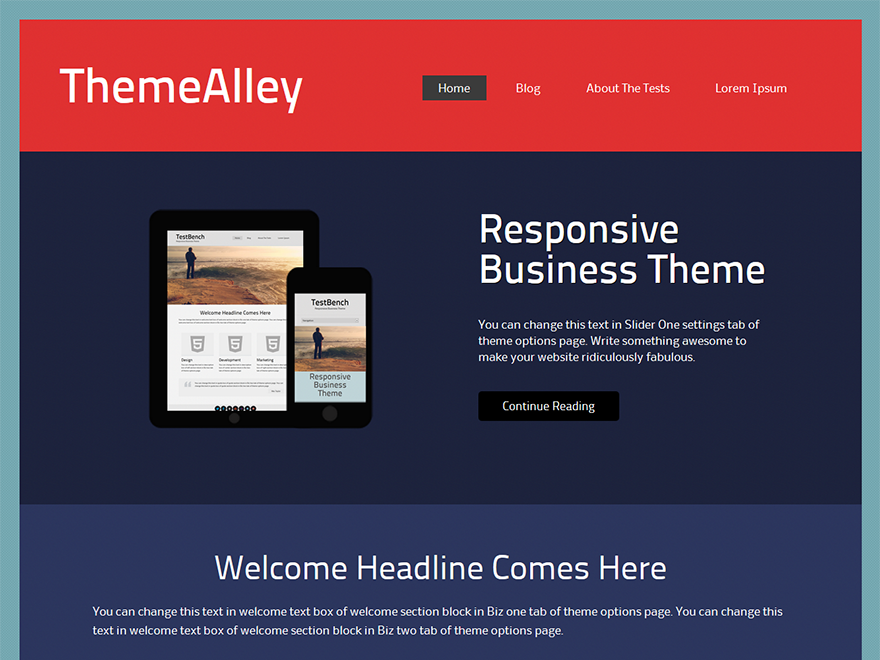 ThemeAlley
Home
Blog
About The Tests
Lorem Ipsum
TestBench
Welcome Headline Comes Here
Design
Development
Marketing
TestBench
Responsive
Business
Theme
Responsive
Business Theme
You can change this text in Slider One settings tab of
theme options page. Write something awesome to
make your website ridiculously fabulous.
Continue Reading
Welcome Headline Comes Here
You can change this text in welcome text box of welcome section block in Biz one tab of theme options page. You can change this
text in welcome text box of welcome section block in Biz two tab of theme options page.